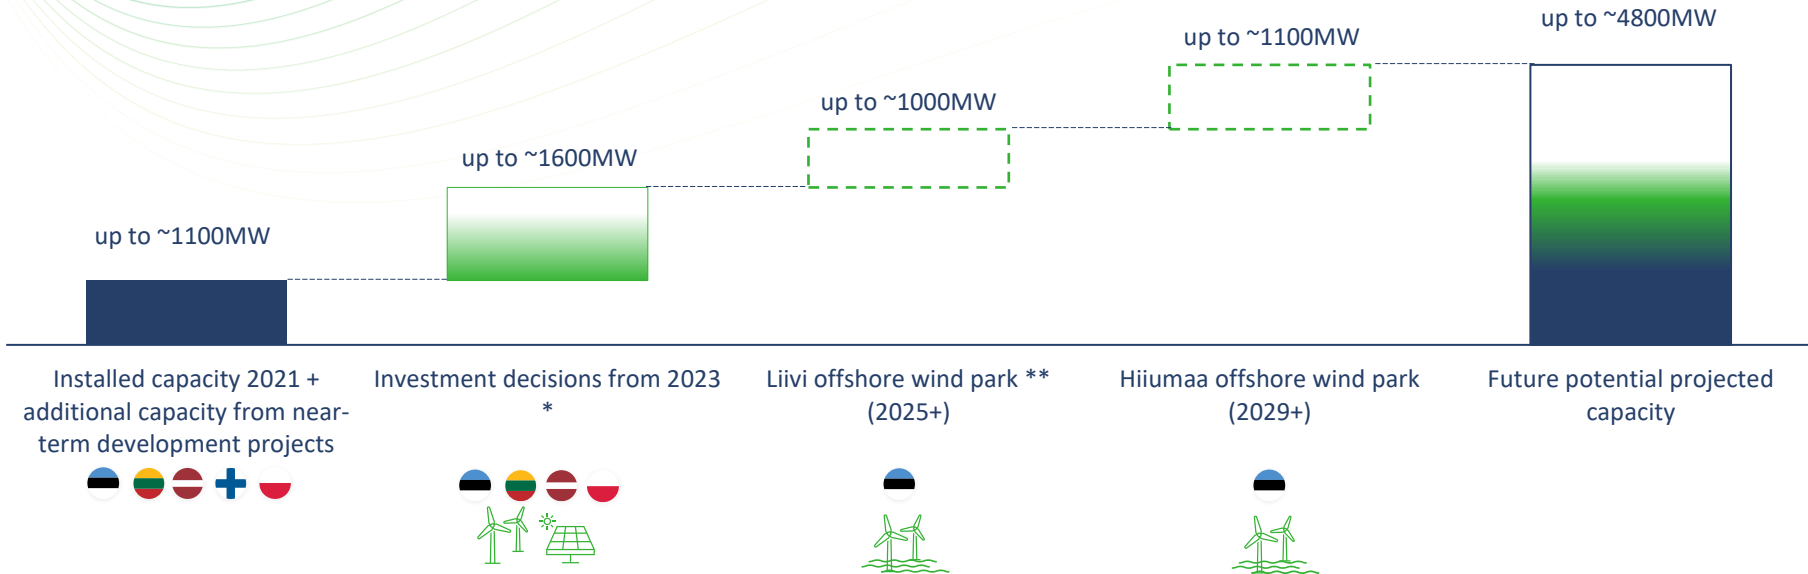 up to ~1100MW
up to ~1600MW
up to ~1000MW
up to ~1100MW
up to ~4800MW
Installed capacity 2021 +
additional capacity from near-
term development projects
Investment decisions from 2023
*
Liivi offshore wind park **
(2025+)
Hiiumaa offshore wind park
(2029+)
Future potential projected
capacity